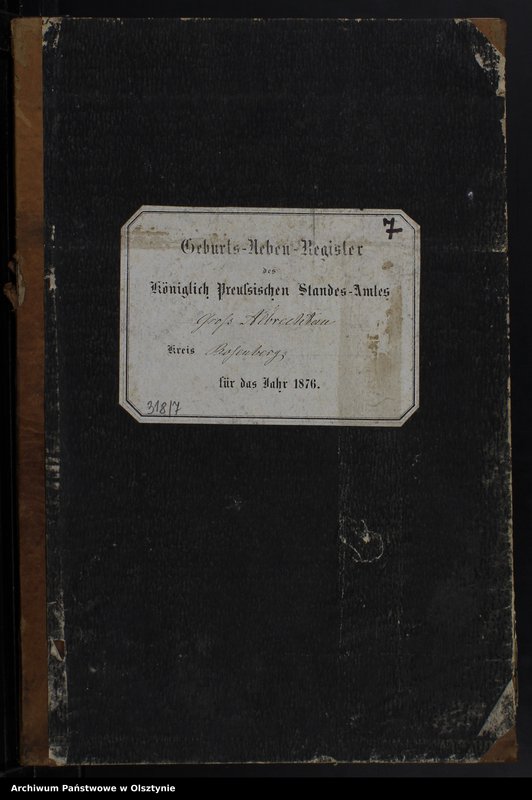 7
Geburts-Neben-Register
des
Königlich Preußischen Standes-Amtes
Groß Albrechtau
Kreis Rosenberg
für das Jahr 1876.
318/7
Archiwum Państwowe w Olsztynie